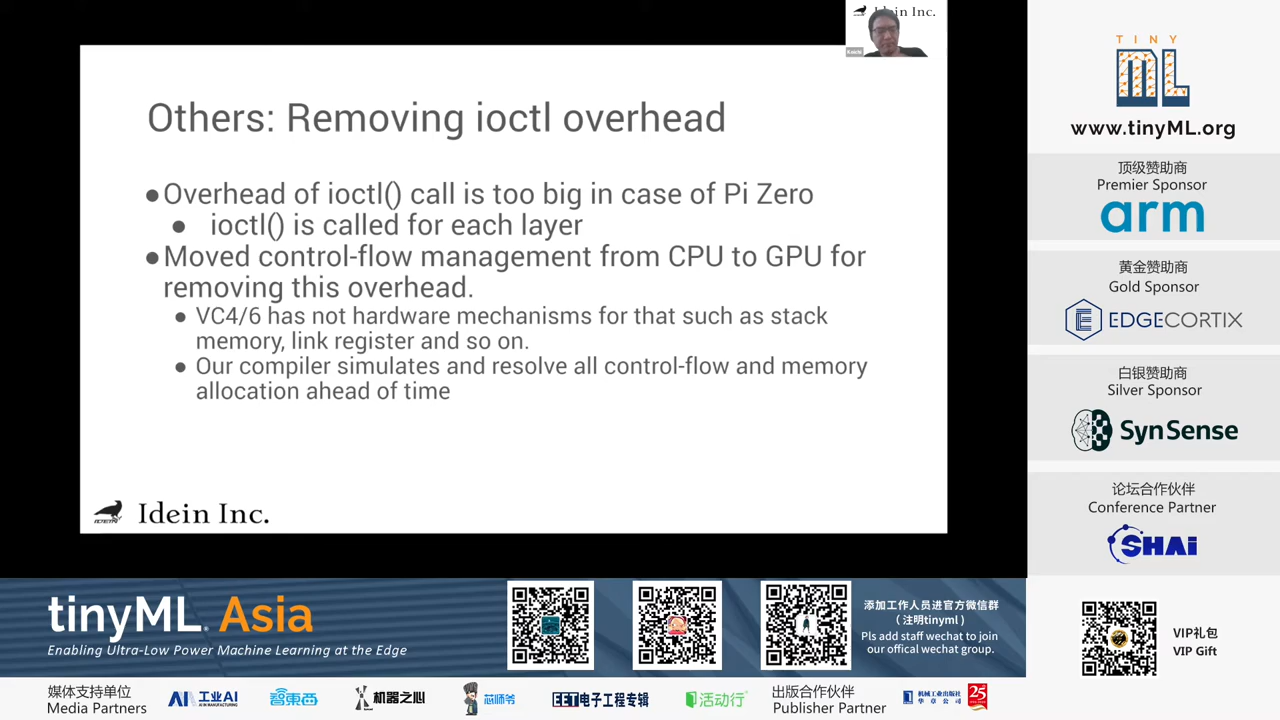 Idein Inc.
Others: Removing ioctl overhead
●Overhead of ioctl() call is too big in case of Pi Zero
● ioctl() is called for each layer
●Moved control-flow management from CPU to GPU for
removing this overhead.
● VC4/6 has not hardware mechanisms for that such as stack
memory, link register and so on.
● Our compiler simulates and resolve all control-flow and memory
allocation ahead of time
Idein Inc.
TINY
ML
www.tinyML.org
顶级赞助商
Premier Sponsor
arm
黄金赞助商
Gold Sponsor
EDGECORTIX
白银赞助商
Silver Sponsor
SynSense
论坛合作伙伴
Conference Partner
SHAi
tinyML Asia
Enabling Ultra-Low Power Machine Learning at the Edge
添加工作人员进官方微信群
（注明tinyml）
Pls add staff wechat to join
our offical wechat group.
VIP礼包
VIP Gift
媒体支持单位
Media Partners
工业AI
AI IN MANUFACTURING
智東西
机器之心
芯师爷
EET电子工程专辑
活动行
出版合作伙伴
Publisher Partner
机械工业出版社
华章公司
25